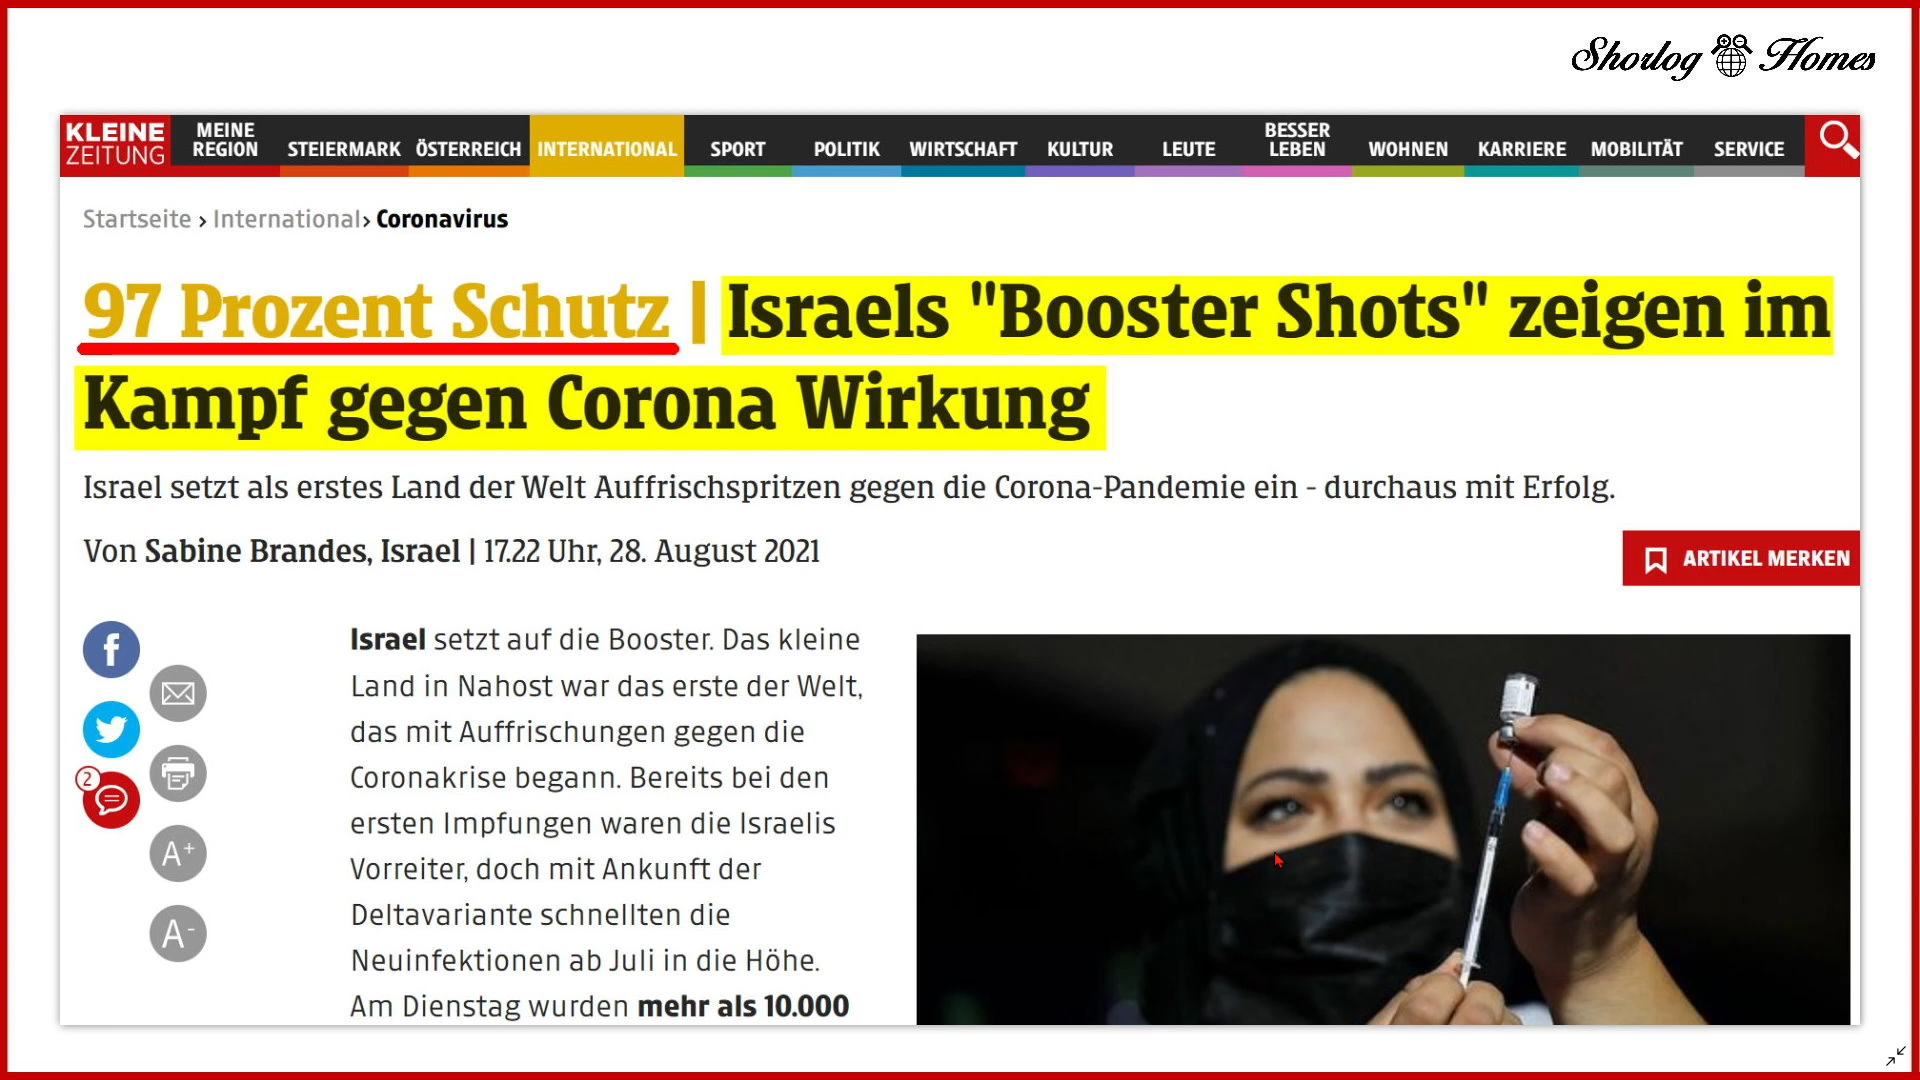 Shorlog Homes
KLEINE ZEITUNG
MEINE REGION
STEIERMARK
ÖSTERREICH
INTERNATIONAL
SPORT
POLITIK
WIRTSCHAFT
KULTUR
LEUTE
BESSER LEBEN
WOHNEN
KARRIERE
MOBILITÄT
SERVICE
Startseite › International› Coronavirus
97 Prozent Schutz | Israels "Booster Shots" zeigen im
Kampf gegen Corona Wirkung
Israel setzt als erstes Land der Welt Auffrischspritzen gegen die Corona-Pandemie ein - durchaus mit Erfolg.
Von Sabine Brandes, Israel | 17.22 Uhr, 28. August 2021
ARTIKEL MERKEN
f
2
A+
A-
Israel setzt auf die Booster. Das kleine
Land in Nahost war das erste der Welt,
das mit Auffrischungen gegen die
Coronakrise begann. Bereits bei den
ersten Impfungen waren die Israelis
Vorreiter, doch mit Ankunft der
Deltavariante schnellten die
Neuinfektionen ab Juli in die Höhe.
Am Dienstag wurden mehr als 10.000